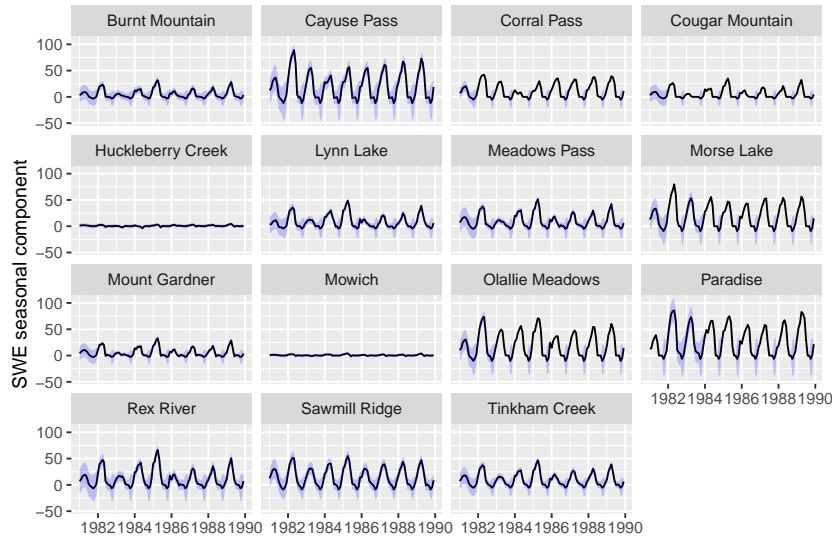 Burnt Mountain Cayuse Pass Corral Pass Cougar Mountain
100
50
0
−50
Huckleberry Creek Lynn Lake Meadows Pass Morse Lake
100
50
0
−50
Mount Gardner Mowich Olallie Meadows Paradise
100
50
0
−50
1982 1984 1986 1988 1990
Rex River Sawmill Ridge Tinkham Creek
100
50
0
−50
1982 1984 1986 1988 1990 1982 1984 1986 1988 1990 1982 1984 1986 1988 1990
SWE seasonal component